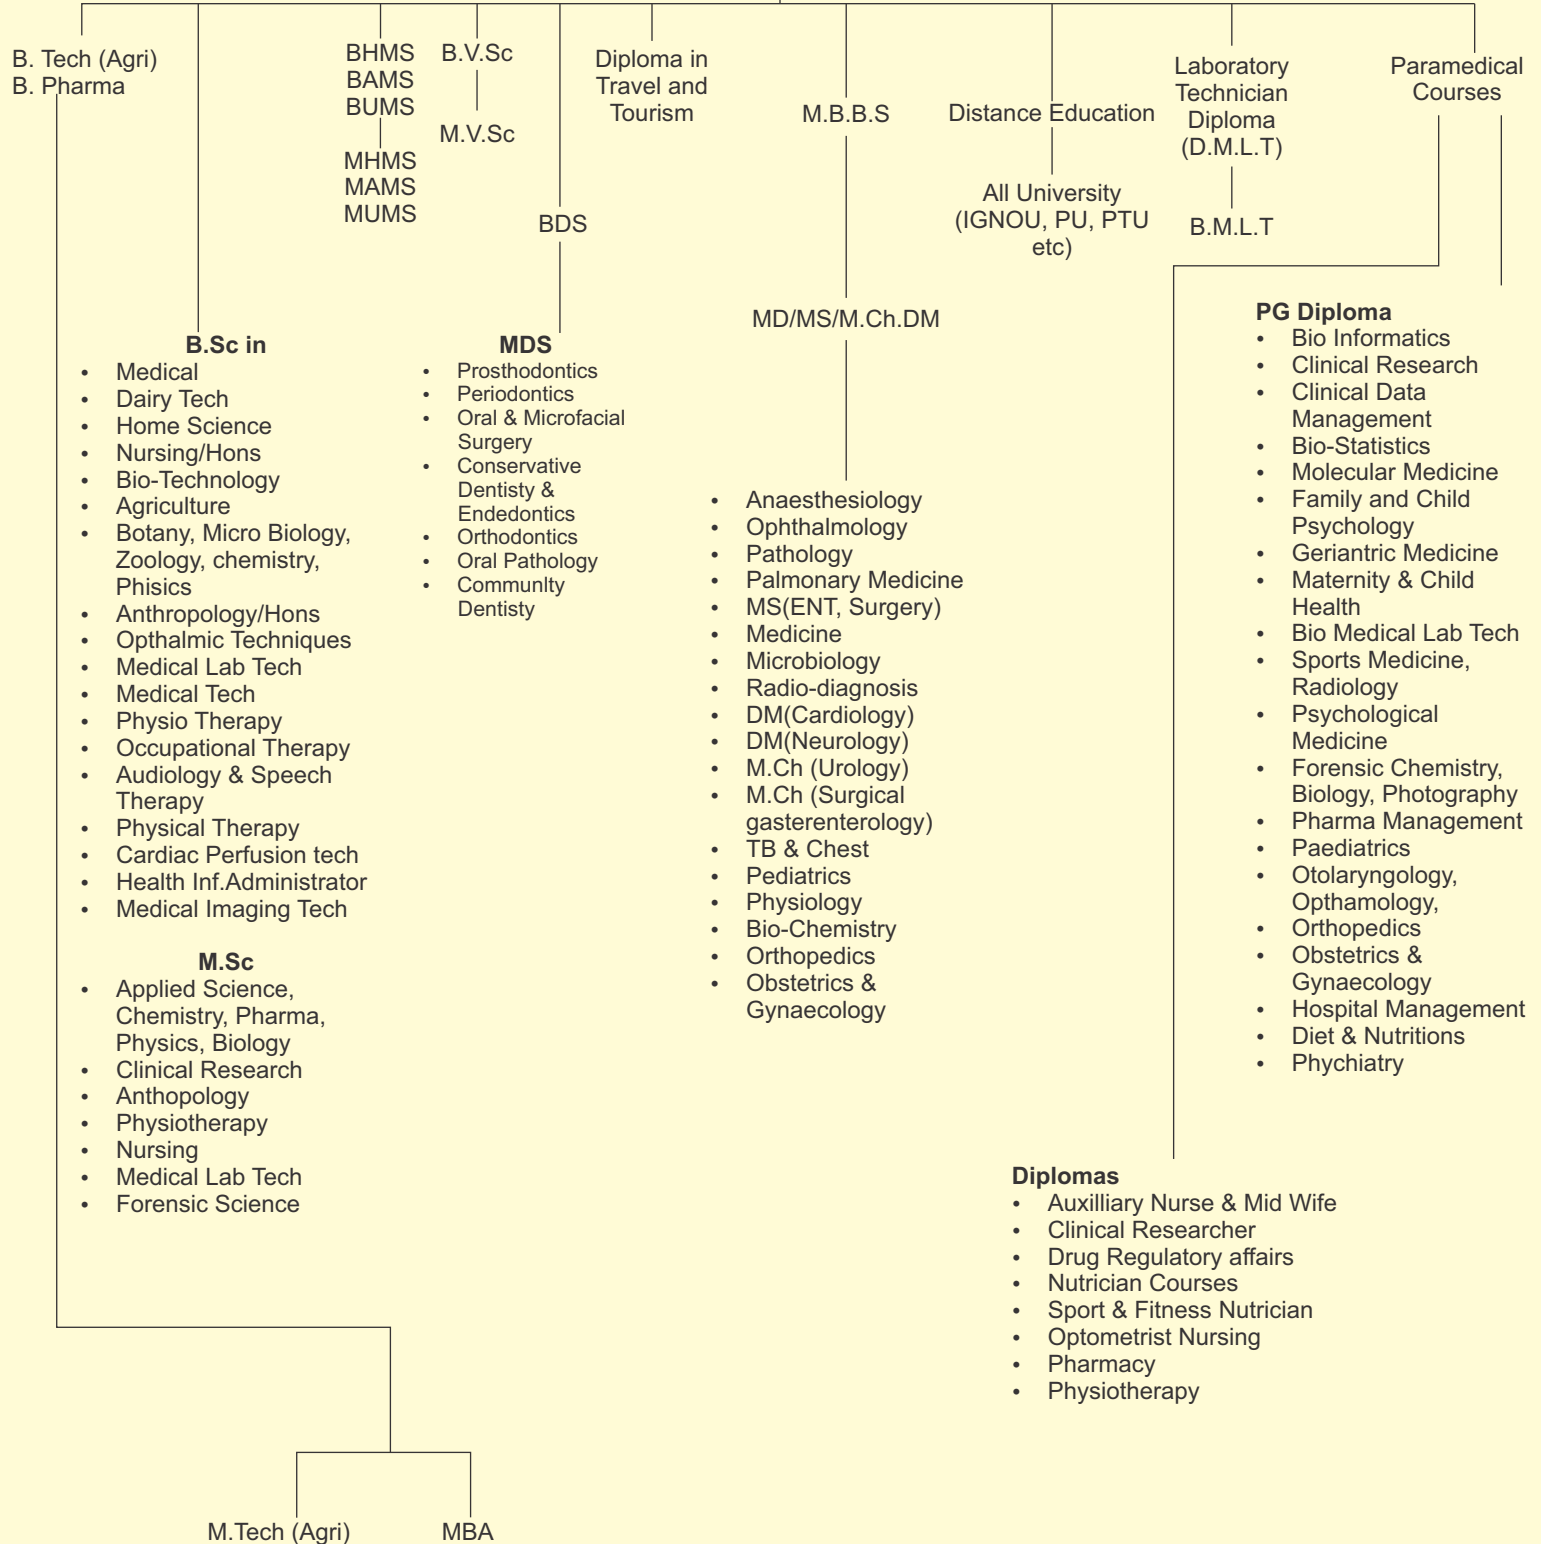 B. Tech (Agri)
B. Pharma
BHMS
BAMS
BUMS
MHMS
MAMS
MUMS
B.V.Sc
M.V.Sc
BDS
Diploma in
Travel and
Tourism
M.B.B.S
MD/MS/M.Ch.DM
Distance Education
All University
(IGNOU, PU, PTU
etc)
Laboratory
Technician
Diploma
(D.M.L.T)
B.M.L.T
Paramedical
Courses
B.Sc in
• Medical
• Dairy Tech
• Home Science
• Nursing/Hons
• Bio-Technology
• Agriculture
• Botany, Micro Biology,
Zoology, chemistry,
Phisics
• Anthropology/Hons
• Opthalmic Techniques
• Medical Lab Tech
• Medical Tech
• Physio Therapy
• Occupational Therapy
• Audiology & Speech
Therapy
• Physical Therapy
• Cardiac Perfusion tech
• Health Inf.Administrator
• Medical Imaging Tech
M.Sc
• Applied Science,
Chemistry, Pharma,
Physics, Biology
• Clinical Research
• Anthopology
• Physiotherapy
• Nursing
• Medical Lab Tech
• Forensic Science
MDS
• Prosthodontics
• Periodontics
• Oral & Microfacial
Surgery
• Conservative
Dentisty &
Endedontics
• Orthodontics
• Oral Pathology
• Communlty
Dentisty
• Anaesthesiology
• Ophthalmology
• Pathology
• Palmonary Medicine
• MS(ENT, Surgery)
• Medicine
• Microbiology
• Radio-diagnosis
• DM(Cardiology)
• DM(Neurology)
• M.Ch (Urology)
• M.Ch (Surgical
gasterenterology)
• TB & Chest
• Pediatrics
• Physiology
• Bio-Chemistry
• Orthopedics
• Obstetrics &
Gynaecology
PG Diploma
• Bio Informatics
• Clinical Research
• Clinical Data
Management
• Bio-Statistics
• Molecular Medicine
• Family and Child
Psychology
• Geriantric Medicine
• Maternity & Child
Health
• Bio Medical Lab Tech
• Sports Medicine,
Radiology
• Psychological
Medicine
• Forensic Chemistry,
Biology, Photography
• Pharma Management
• Paediatrics
• Otolaryngology,
Opthamology,
• Orthopedics
• Obstetrics &
Gynaecology
• Hospital Management
• Diet & Nutritions
• Phychiatry
Diplomas
• Auxilliary Nurse & Mid Wife
• Clinical Researcher
• Drug Regulatory affairs
• Nutrician Courses
• Sport & Fitness Nutrician
• Optometrist Nursing
• Pharmacy
• Physiotherapy
M.Tech (Agri)
MBA